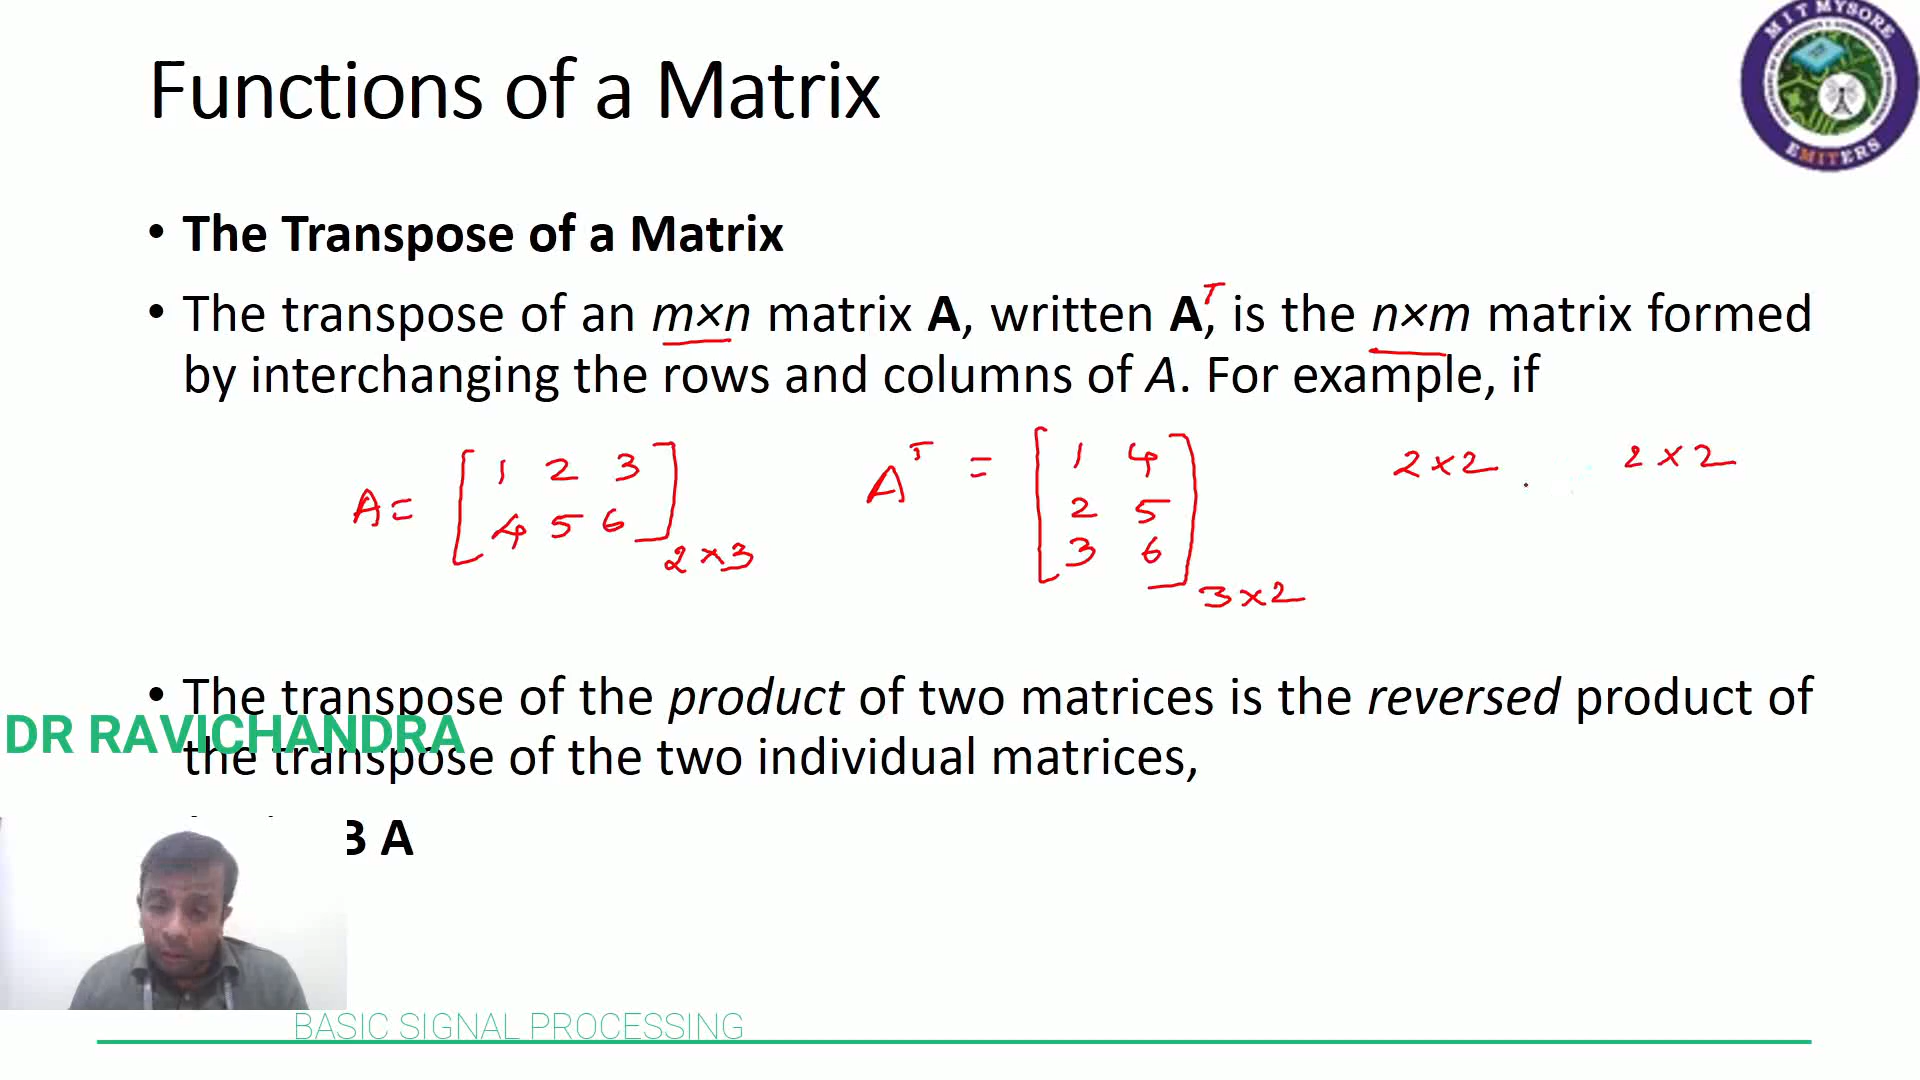 Functions of a Matrix
MIT MYSORE
EMITERS
• The Transpose of a Matrix
• The transpose of an m×n matrix A, written Aᵀ, is the n×m matrix formed
by interchanging the rows and columns of A. For example, if
A = [1 2 3
4 5 6] 2×3
Aᵀ = [1 4
2 5
3 6] 3×2
2×2 2×2
• The transpose of the product of two matrices is the reversed product of
DR RAVICHANDRA
the transpose of the two individual matrices,
B A
BASIC SIGNAL PROCESSING